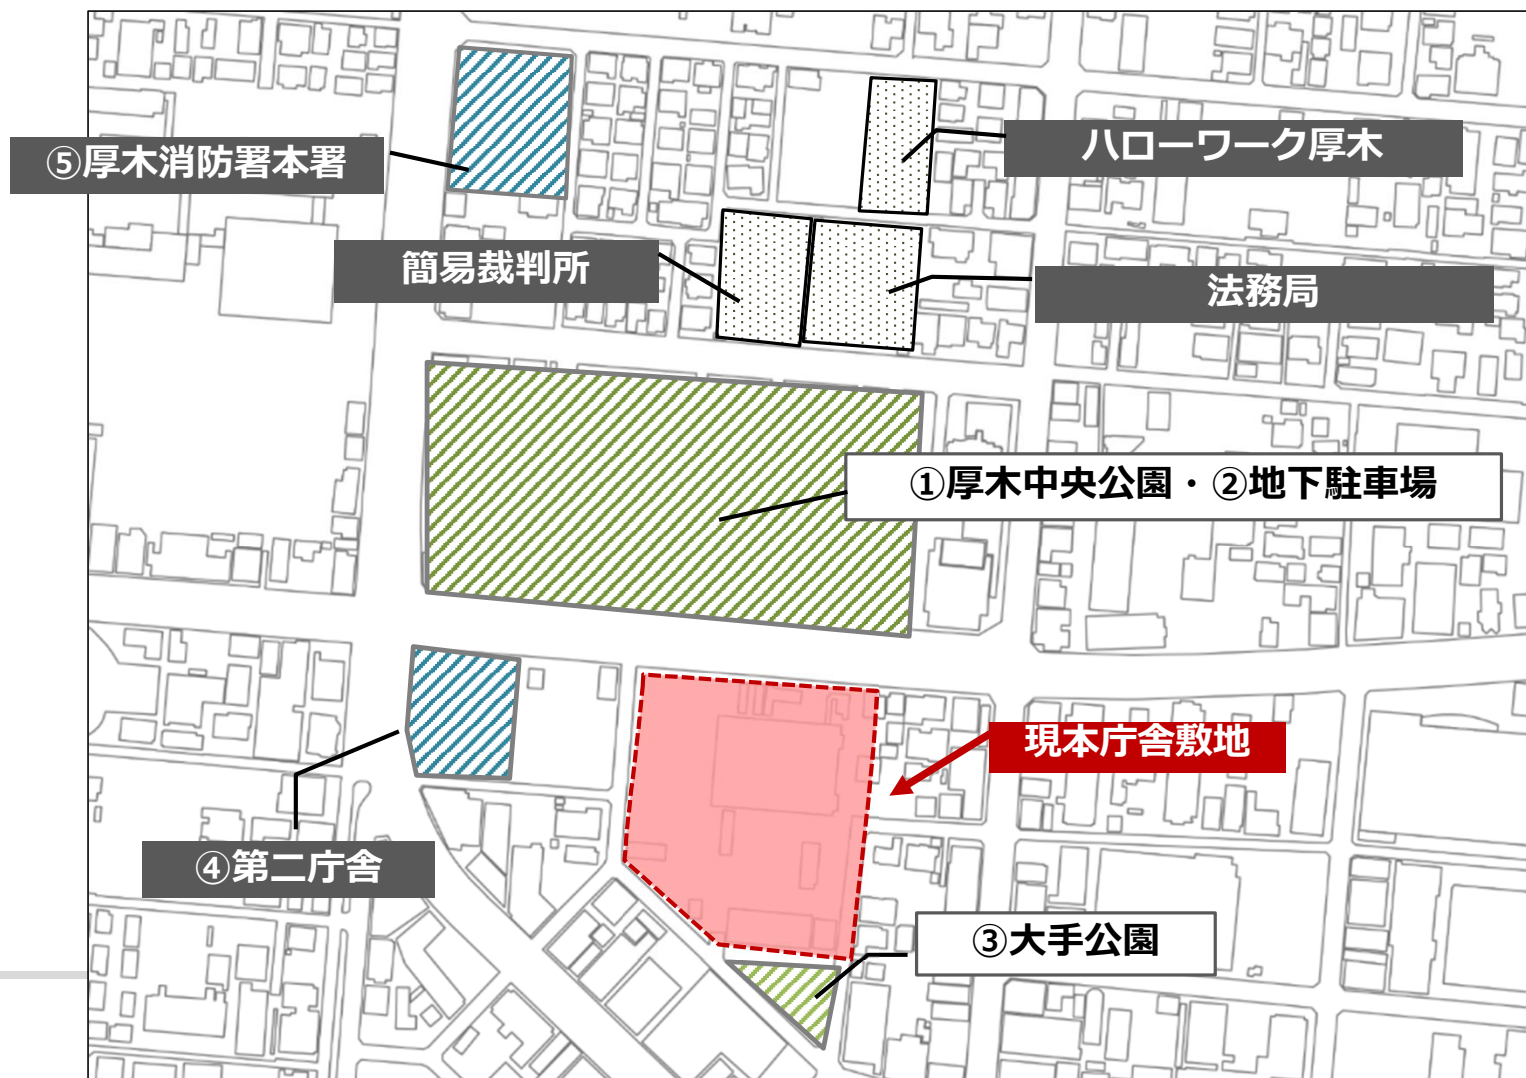 ハローワーク厚木
⑤厚木消防署本署
簡易裁判所
法務局
①厚木中央公園・②地下駐車場
現本庁舎敷地
④第二庁舎
③大手公園